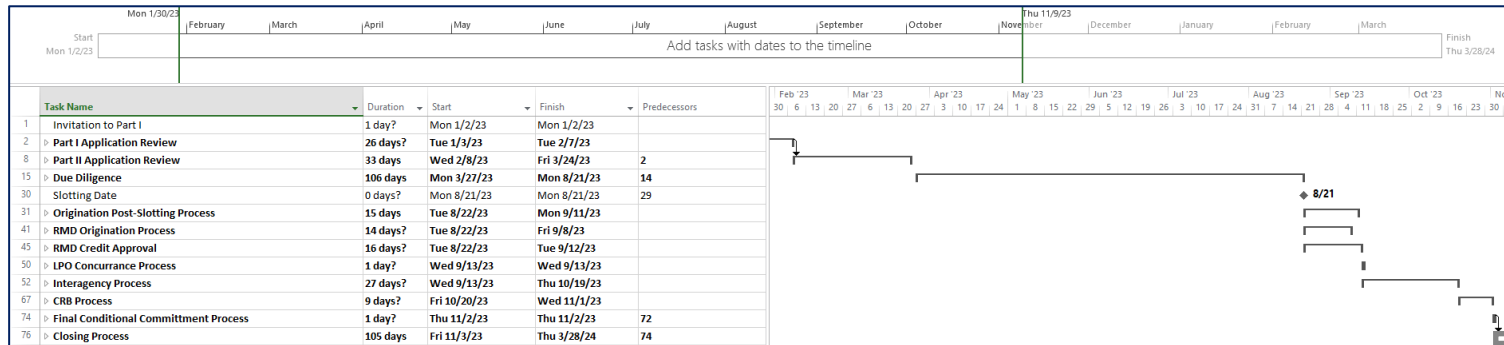 Mon 1/30/23 Thu 11/9/23
February March April May June July August September October November December January February March
Start Mon 1/2/23
Add tasks with dates to the timeline
Finish Thu 3/28/24
Task Name Duration Start Finish Predecessors
Feb '23 Mar '23 Apr '23 May '23 Jun '23 Jul '23 Aug '23 Sep '23 Oct '23 No
30 6 13 20 27 6 13 20 27 3 10 17 24 1 8 15 22 29 5 12 19 26 3 10 17 24 31 7 14 21 28 4 11 18 25 2 9 16 23 30
1 Invitation to Part I 1 day? Mon 1/2/23 Mon 1/2/23
2 Part I Application Review 26 days? Tue 1/3/23 Tue 2/7/23
8 Part II Application Review 33 days Wed 2/8/23 Fri 3/24/23 2
15 Due Diligence 106 days Mon 3/27/23 Mon 8/21/23 14
30 Slotting Date 0 days? Mon 8/21/23 Mon 8/21/23 29 8/21
31 Origination Post-Slotting Process 15 days Tue 8/22/23 Mon 9/11/23
41 RMD Origination Process 14 days Tue 8/22/23 Fri 9/8/23
45 RMD Credit Approval 16 days Tue 8/22/23 Tue 9/12/23
50 LPO Concurrance Process 1 day? Wed 9/13/23 Wed 9/13/23
52 Interagency Process 27 days? Wed 9/13/23 Thu 10/19/23
67 CRB Process 9 days? Fri 10/20/23 Wed 11/1/23
74 Final Conditional Committment Process 1 day? Thu 11/2/23 Thu 11/2/23 72
76 Closing Process 105 days Fri 11/3/23 Thu 3/28/24 74